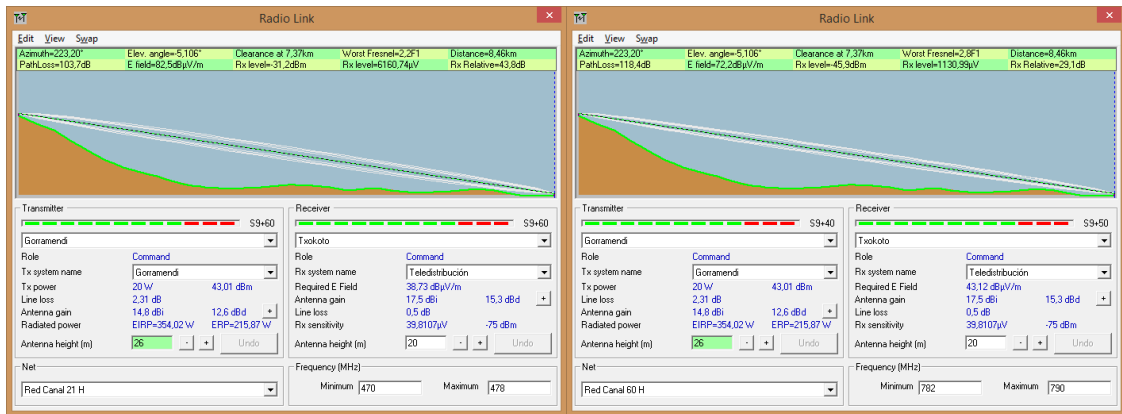 Radio Link
Edit View Swap
Azimuth=223,20° Elev. angle=-5,106° Clearance at 7,37km Worst Fresnel=2,2F1 Distance=8,46km
PathLoss=103,7dB E field=82,5dBµV/m Rx level=-31,2dBm Rx level=6160,74µV Rx Relative=43,8dB
Transmitter
S9+60
Gorramendi
Role Command
Tx system name Gorramendi
Tx power 20 W 43,01 dBm
Line loss 2,31 dB
Antenna gain 14,8 dBi 12,6 dBd +
Radiated power EIRP=354,02 W ERP=215,87 W
Antenna height (m) 26 - + Undo
Net
Red Canal 21 H
Receiver
S9+60
Txokoto
Role Command
Rx system name Teledistribución
Required E Field 38,73 dBµV/m
Antenna gain 17,5 dBi 15,3 dBd +
Line loss 0,5 dB
Rx sensitivity 39,8107µV -75 dBm
Antenna height (m) 20 - + Undo
Frequency (MHz)
Minimum 470 Maximum 478
Radio Link
Edit View Swap
Azimuth=223,20° Elev. angle=-5,106° Clearance at 7,37km Worst Fresnel=2,8F1 Distance=8,46km
PathLoss=118,4dB E field=72,2dBµV/m Rx level=-45,9dBm Rx level=1130,99µV Rx Relative=29,1dB
Transmitter
S9+40
Gorramendi
Role Command
Tx system name Gorramendi
Tx power 20 W 43,01 dBm
Line loss 2,31 dB
Antenna gain 14,8 dBi 12,6 dBd +
Radiated power EIRP=354,02 W ERP=215,87 W
Antenna height (m) 26 - + Undo
Net
Red Canal 60 H
Receiver
S9+50
Txokoto
Role Command
Rx system name Teledistribución
Required E Field 43,12 dBµV/m
Antenna gain 17,5 dBi 15,3 dBd +
Line loss 0,5 dB
Rx sensitivity 39,8107µV -75 dBm
Antenna height (m) 20 - + Undo
Frequency (MHz)
Minimum 782 Maximum 790